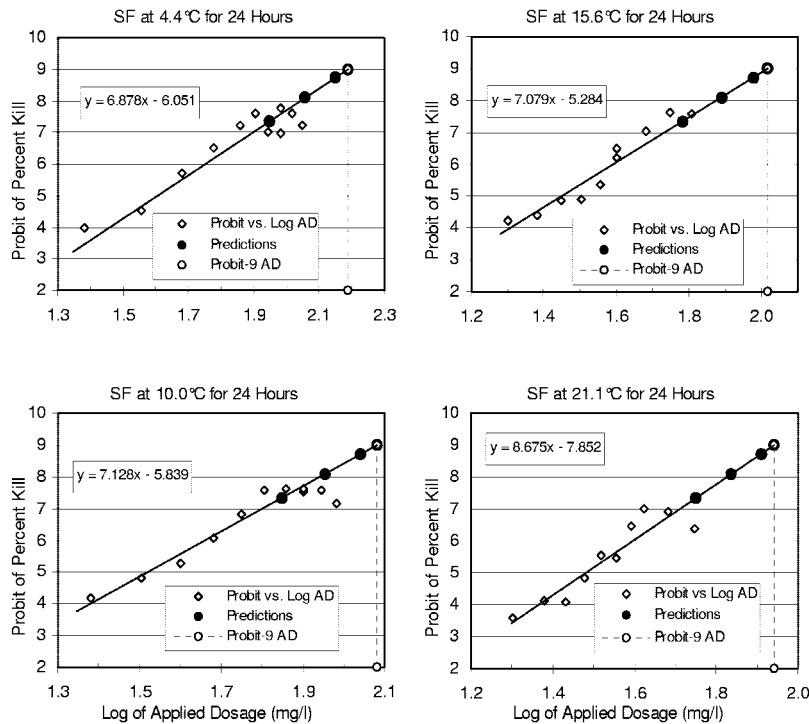 SF at 4.4°C for 24 Hours
10
9
8
7
6
5
4
3
2
Probit of Percent Kill
y = 6.878x - 6.051
Probit vs. Log AD
Predictions
Probit-9 AD
1.3 1.5 1.7 1.9 2.1 2.3
SF at 15.6°C for 24 Hours
10
9
8
7
6
5
4
3
2
Probit of Percent Kill
y = 7.079x - 5.284
Probit vs. Log AD
Predictions
Probit-9 AD
1.2 1.4 1.6 1.8 2.0
SF at 10.0°C for 24 Hours
10
9
8
7
6
5
4
3
2
Probit of Percent Kill
y = 7.128x - 5.839
Probit vs. Log AD
Predictions
Probit-9 AD
1.3 1.5 1.7 1.9 2.1
Log of Applied Dosage (mg/l)
SF at 21.1°C for 24 Hours
10
9
8
7
6
5
4
3
2
Probit of Percent Kill
y = 8.675x - 7.852
Probit vs Log AD
Predictions
Probit-9 AD
1.2 1.4 1.6 1.8 2.0
Log of Applied Dosage (mg/l)